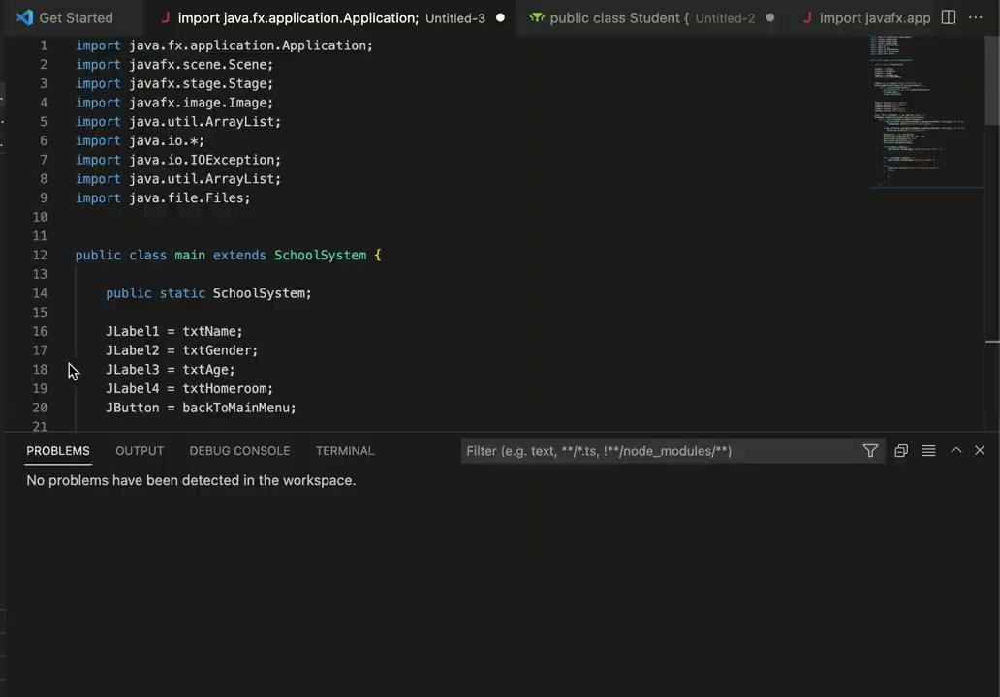 Get Started
import java.fx.application.Application; Untitled-3
public class Student { Untitled-2
import javafx.app
1 import java.fx.application.Application;
2 import javafx.scene.Scene;
3 import javafx.stage.Stage;
4 import javafx.image.Image;
5 import java.util.ArrayList;
6 import java.io.*;
7 import java.io.IOException;
8 import java.util.ArrayList;
9 import java.file.Files;
10
11
12 public class main extends SchoolSystem {
13
14 public static SchoolSystem;
15
16 JLabel1 = txtName;
17 JLabel2 = txtGender;
18 JLabel3 = txtAge;
19 JLabel4 = txtHomeroom;
20 JButton = backToMainMenu;
21
PROBLEMS OUTPUT DEBUG CONSOLE TERMINAL Filter (e.g. text, **/*.ts, !**/node_modules/**)
No problems have been detected in the workspace.